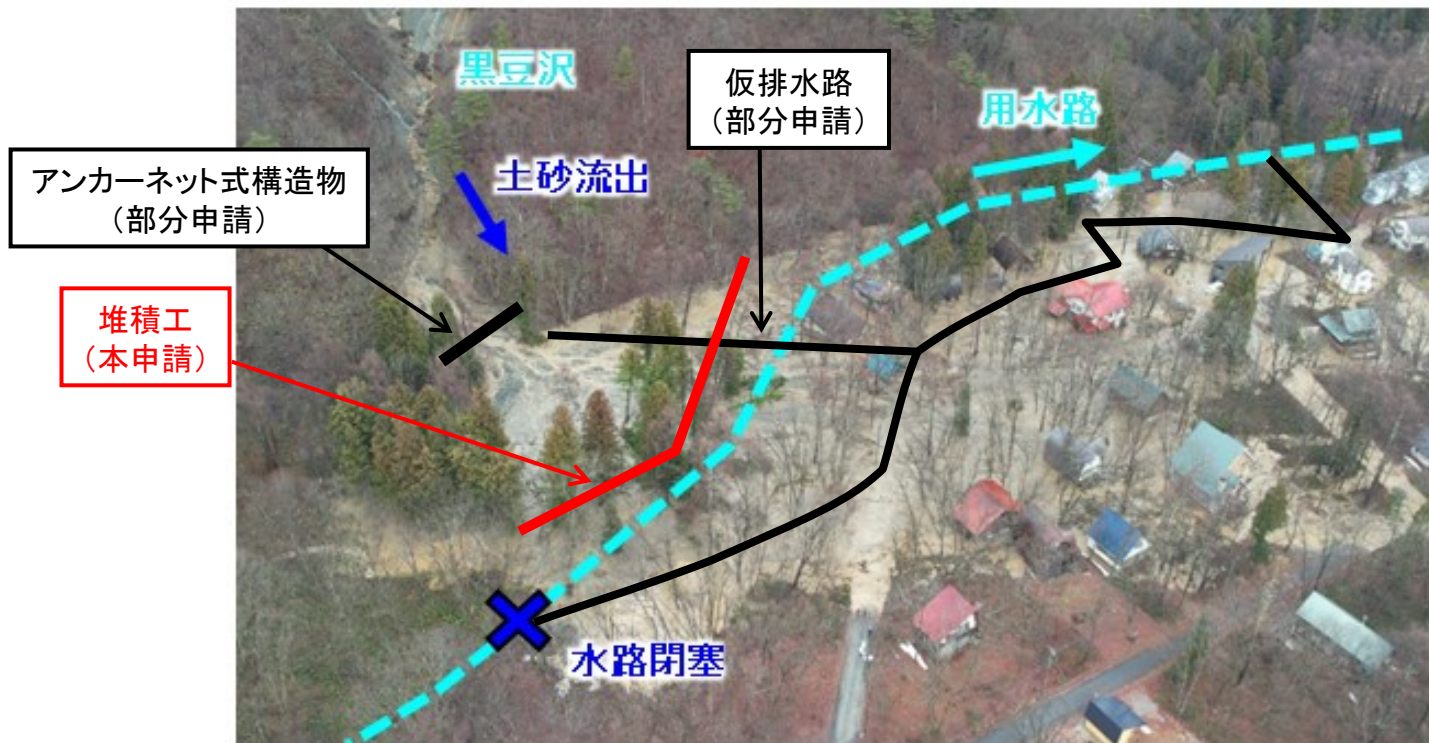 黒豆沢
仮排水路
（部分申請）
用水路
アンカーネット式構造物
（部分申請）
土砂流出
堆積工
（本申請）
水路閉塞